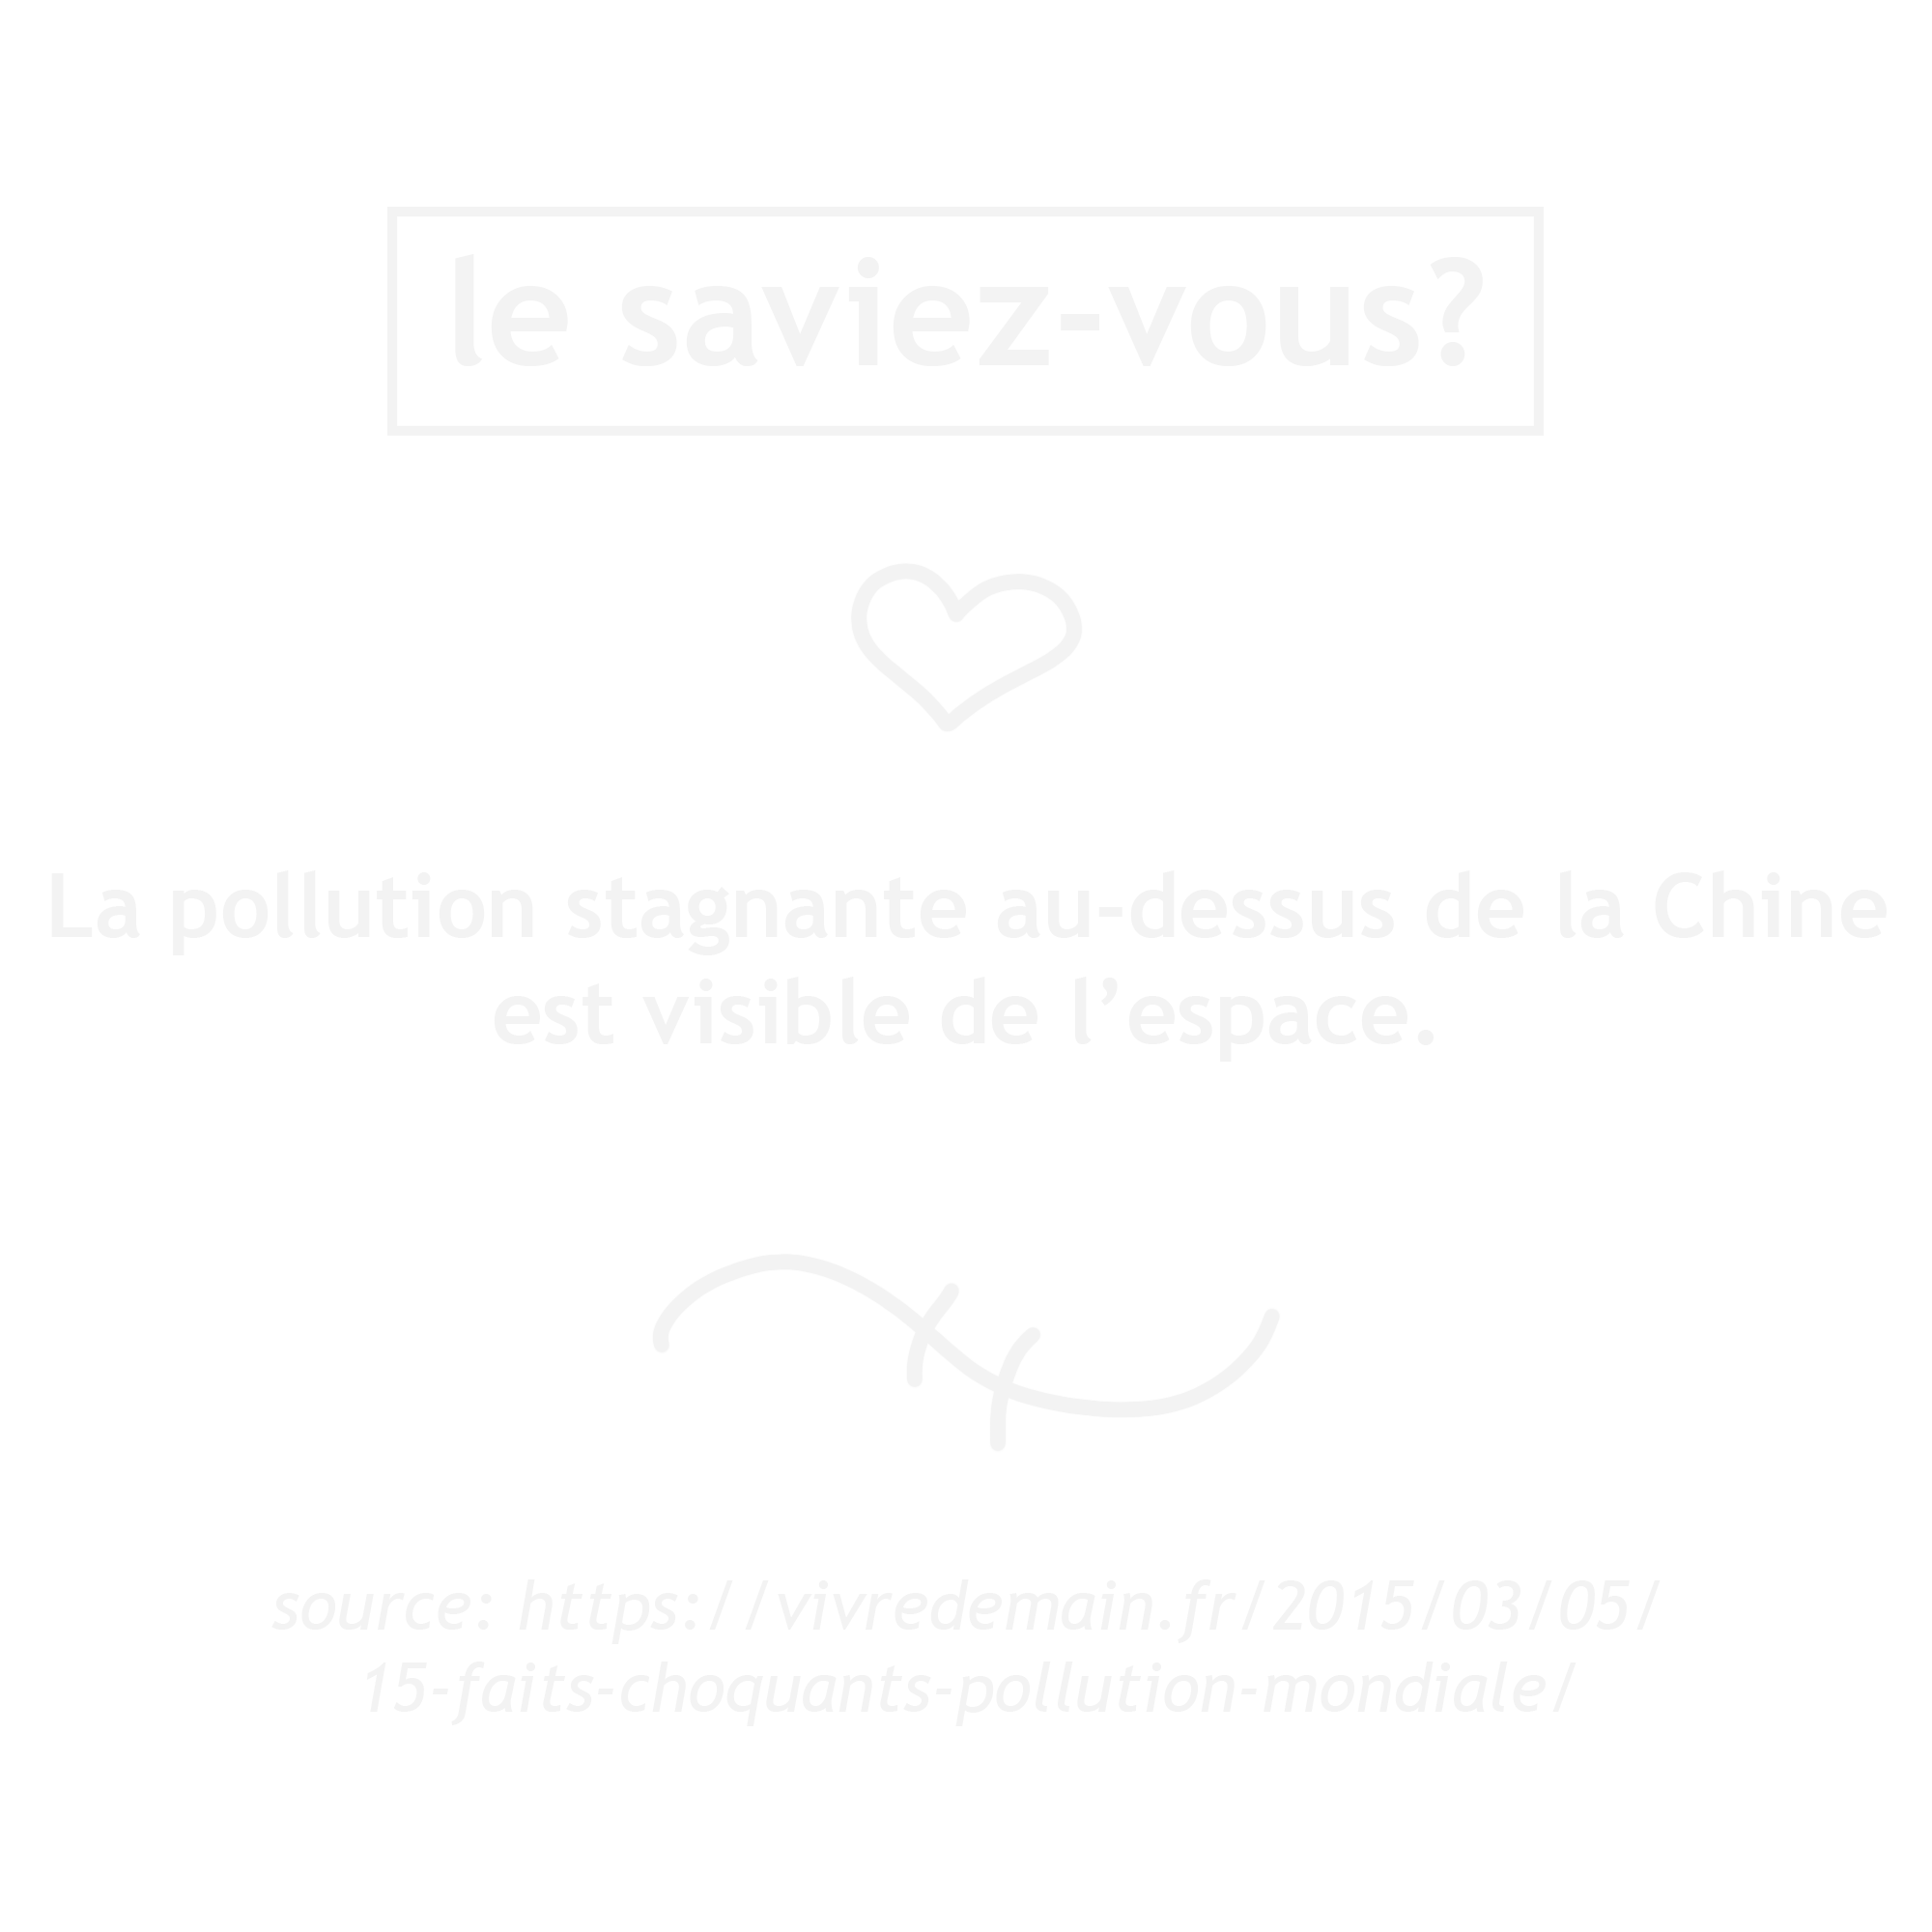 le saviez-vous?
La pollution stagnante au-dessus de la Chine
est visible de l’espace.
source: https://vivredemain.fr/2015/03/05/
15-faits-choquants-pollution-mondiale/